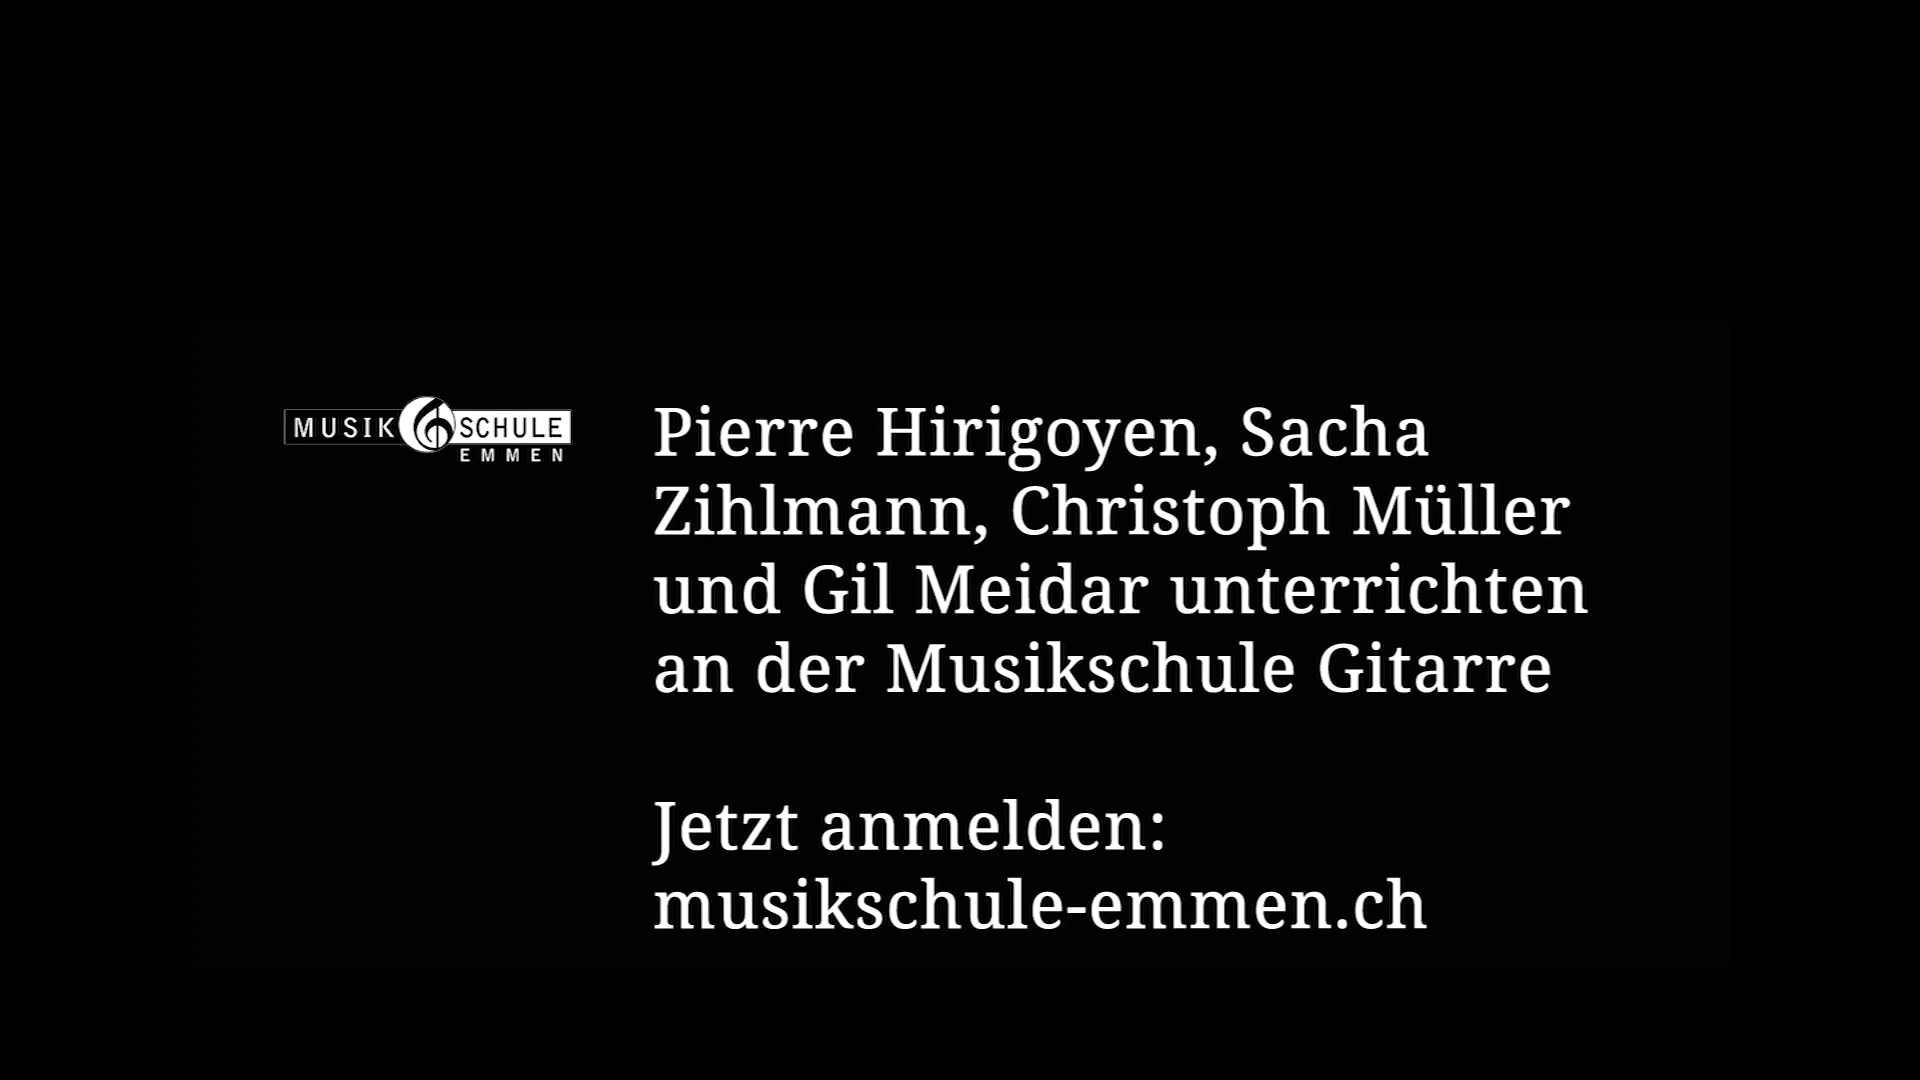 MUSIK SCHULE
EMMEN
Pierre Hirigoyen, Sacha
Zihlmann, Christoph Müller
und Gil Meidar unterrichten
an der Musikschule Gitarre
Jetzt anmelden:
musikschule-emmen.ch